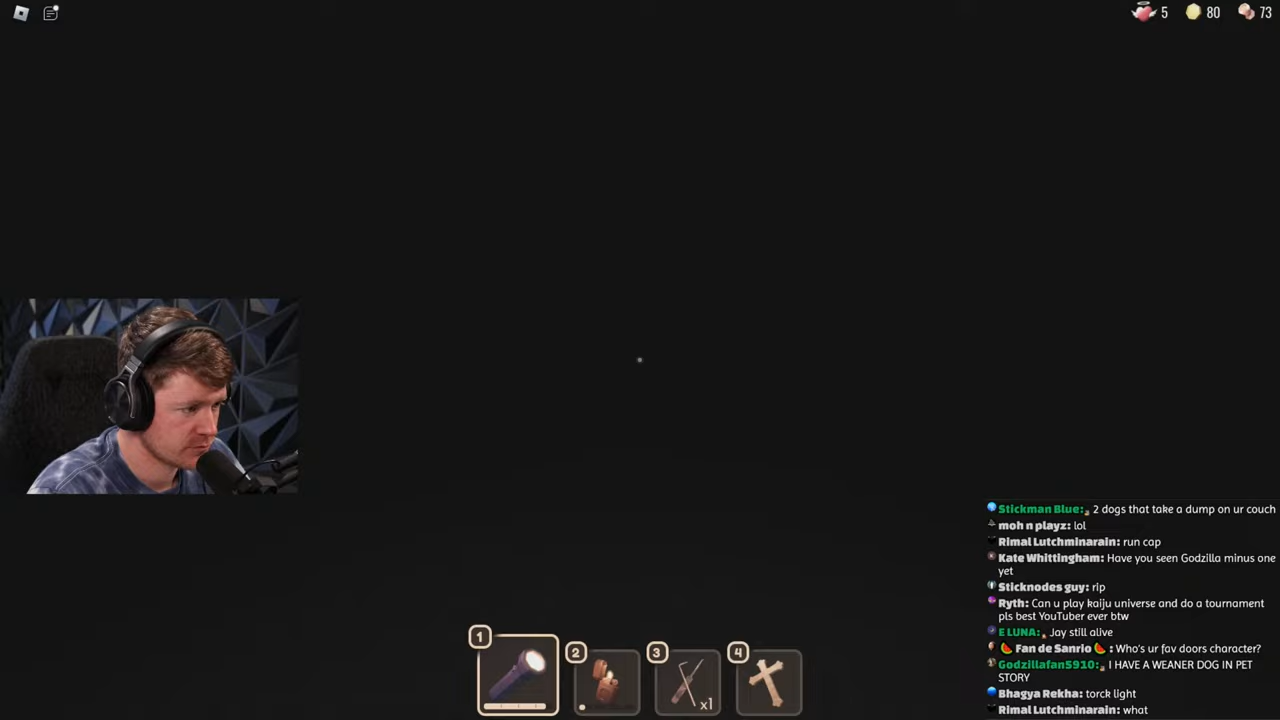 5 80 73
Stickman Blue: 2 dogs that take a dump on ur couch
moh n playz: lol
Rimal Lutchminarain: run cap
Kate Whittingham: Have you seen Godzilla minus one
yet
Sticknodes guy: rip
Ryth: Can u play kaiju universe and do a tournament
pls best YouTuber ever btw
E LUNA: Jay still alive
🍉 Fan de Sanrio 🍉 : Who's ur fav doors character?
Godzillafan5910: I HAVE A WEANER DOG IN PET
STORY
Bhagya Rekha: torck light
Rimal Lutchminarain: what
1 2 3 4
x1